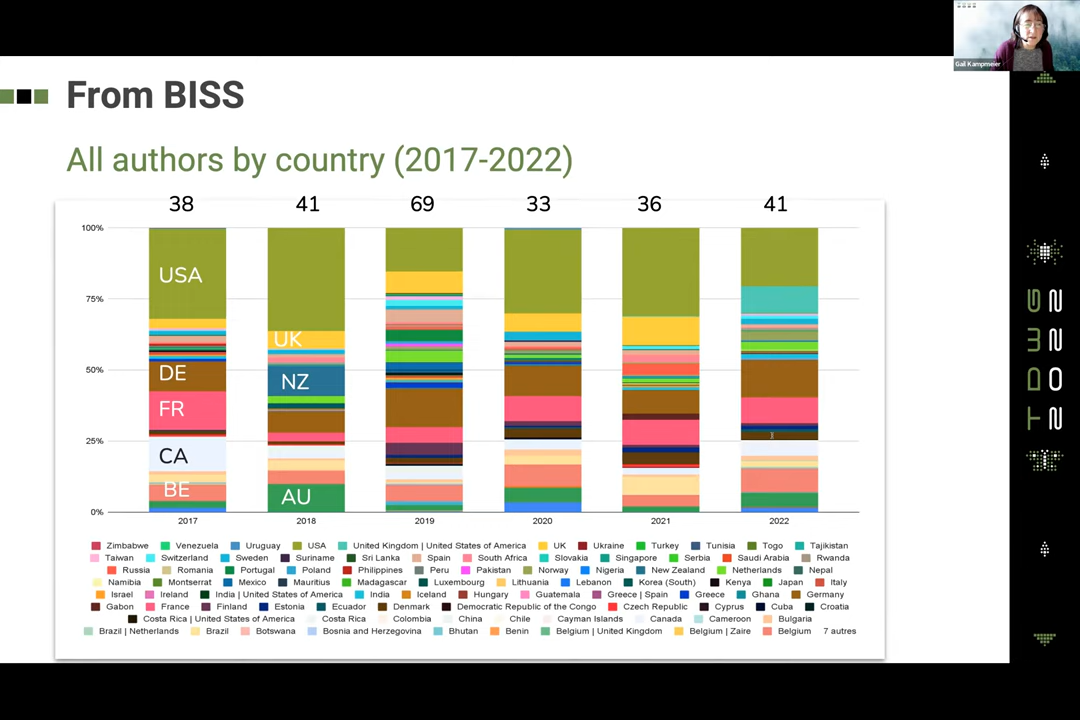 Gail Kampmeier
From BISS
All authors by country (2017-2022)
38 41 69 33 36 41
100%
75%
50%
25%
0%
USA
DE
FR
CA
BE
UK
NZ
AU
2017 2018 2019 2020 2021 2022
Zimbabwe Venezuela Uruguay USA United Kingdom | United States of America UK Ukraine Turkey Tunisia Togo Tajikistan
Taiwan Switzerland Sweden Suriname Sri Lanka Spain South Africa Slovakia Singapore Serbia Saudi Arabia Rwanda
Russia Romania Portugal Poland Philippines Peru Pakistan Norway Nigeria New Zealand Netherlands Nepal
Namibia Montserrat Mexico Mauritius Madagascar Luxembourg Lithuania Lebanon Korea (South) Kenya Japan Italy
Israel Ireland India | United States of America India Iceland Hungary Guatemala Greece | Spain Greece Ghana Germany
Gabon France Finland Estonia Ecuador Denmark Democratic Republic of the Congo Czech Republic Cyprus Cuba Croatia
Costa Rica | United States of America Costa Rica Colombia China Chile Cayman Islands Canada Cameroon Bulgaria
Brazil | Netherlands Brazil Botswana Bosnia and Herzegovina Bhutan Benin Belgium | United Kingdom Belgium | Zaire Belgium 7 autres
TDWG
2022